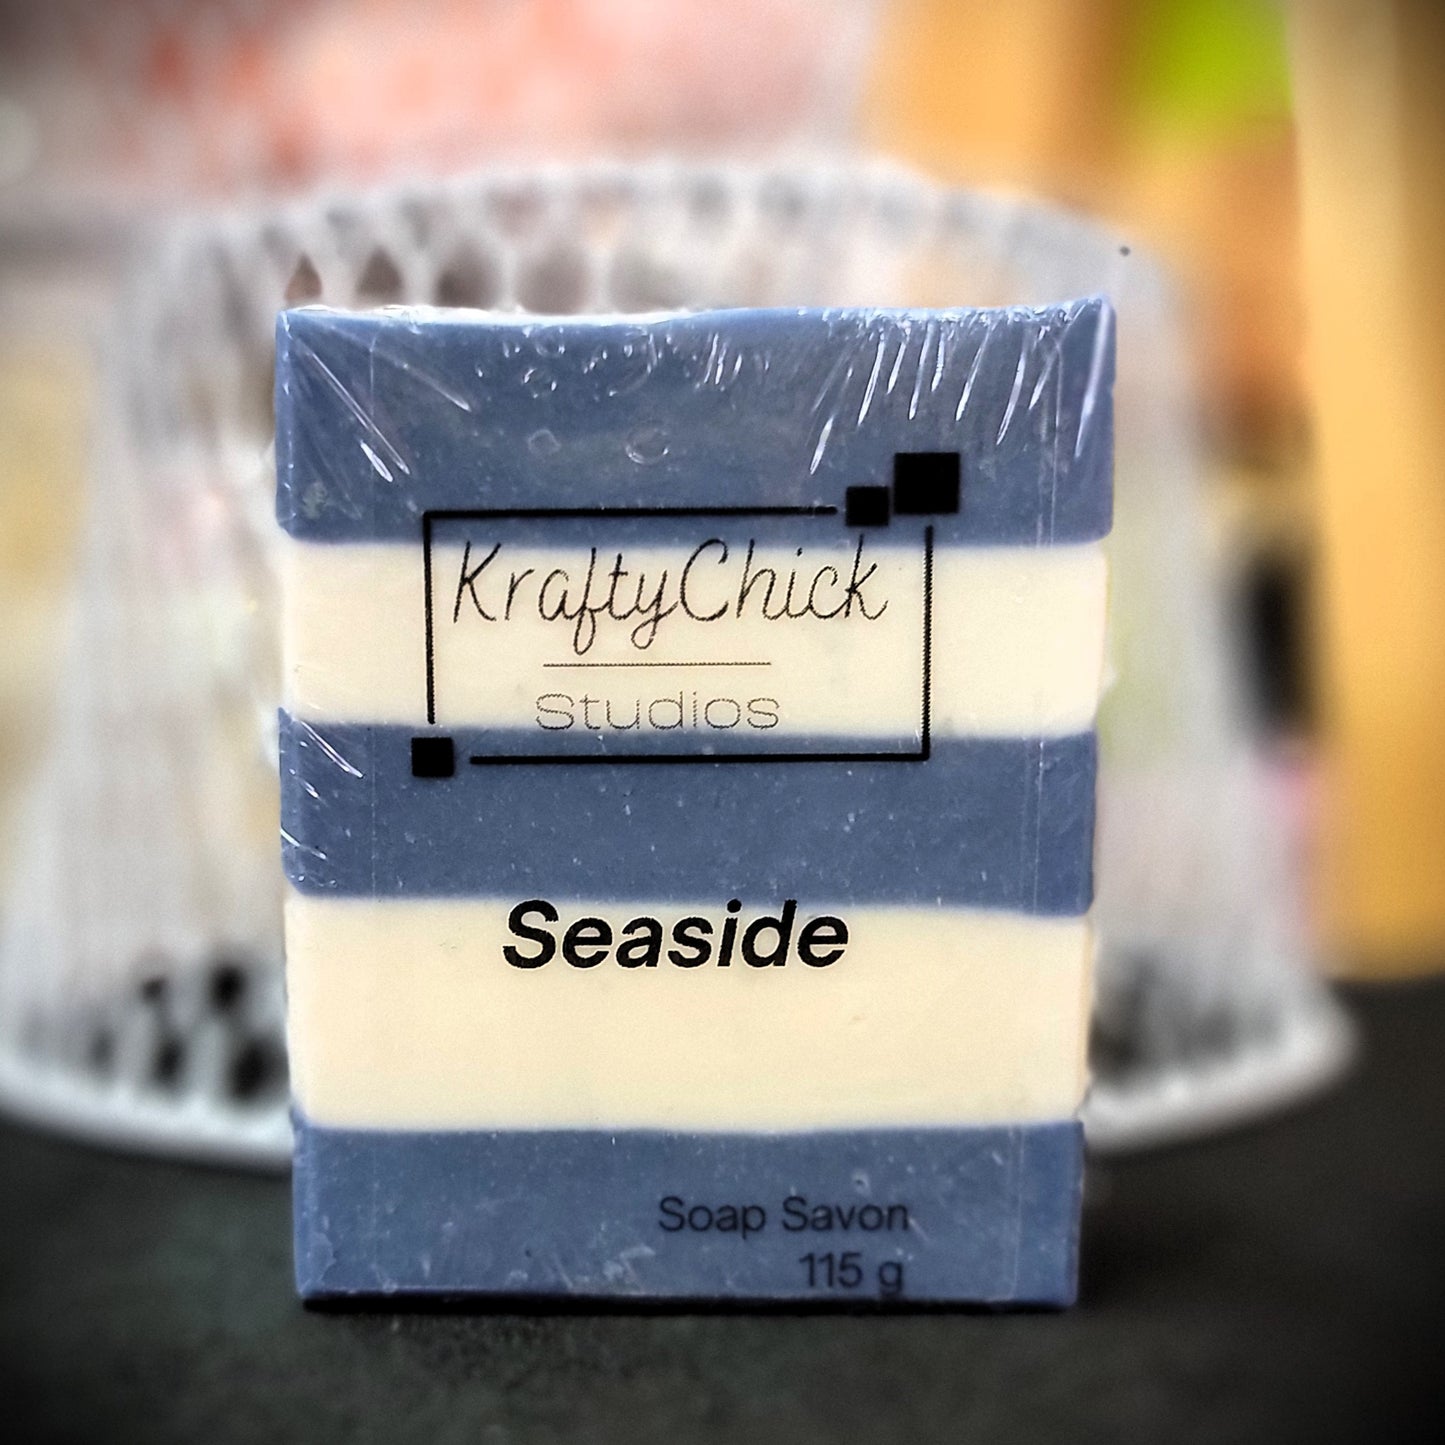 KraftyChick
Studios
Seaside
Soap Savon
115 g